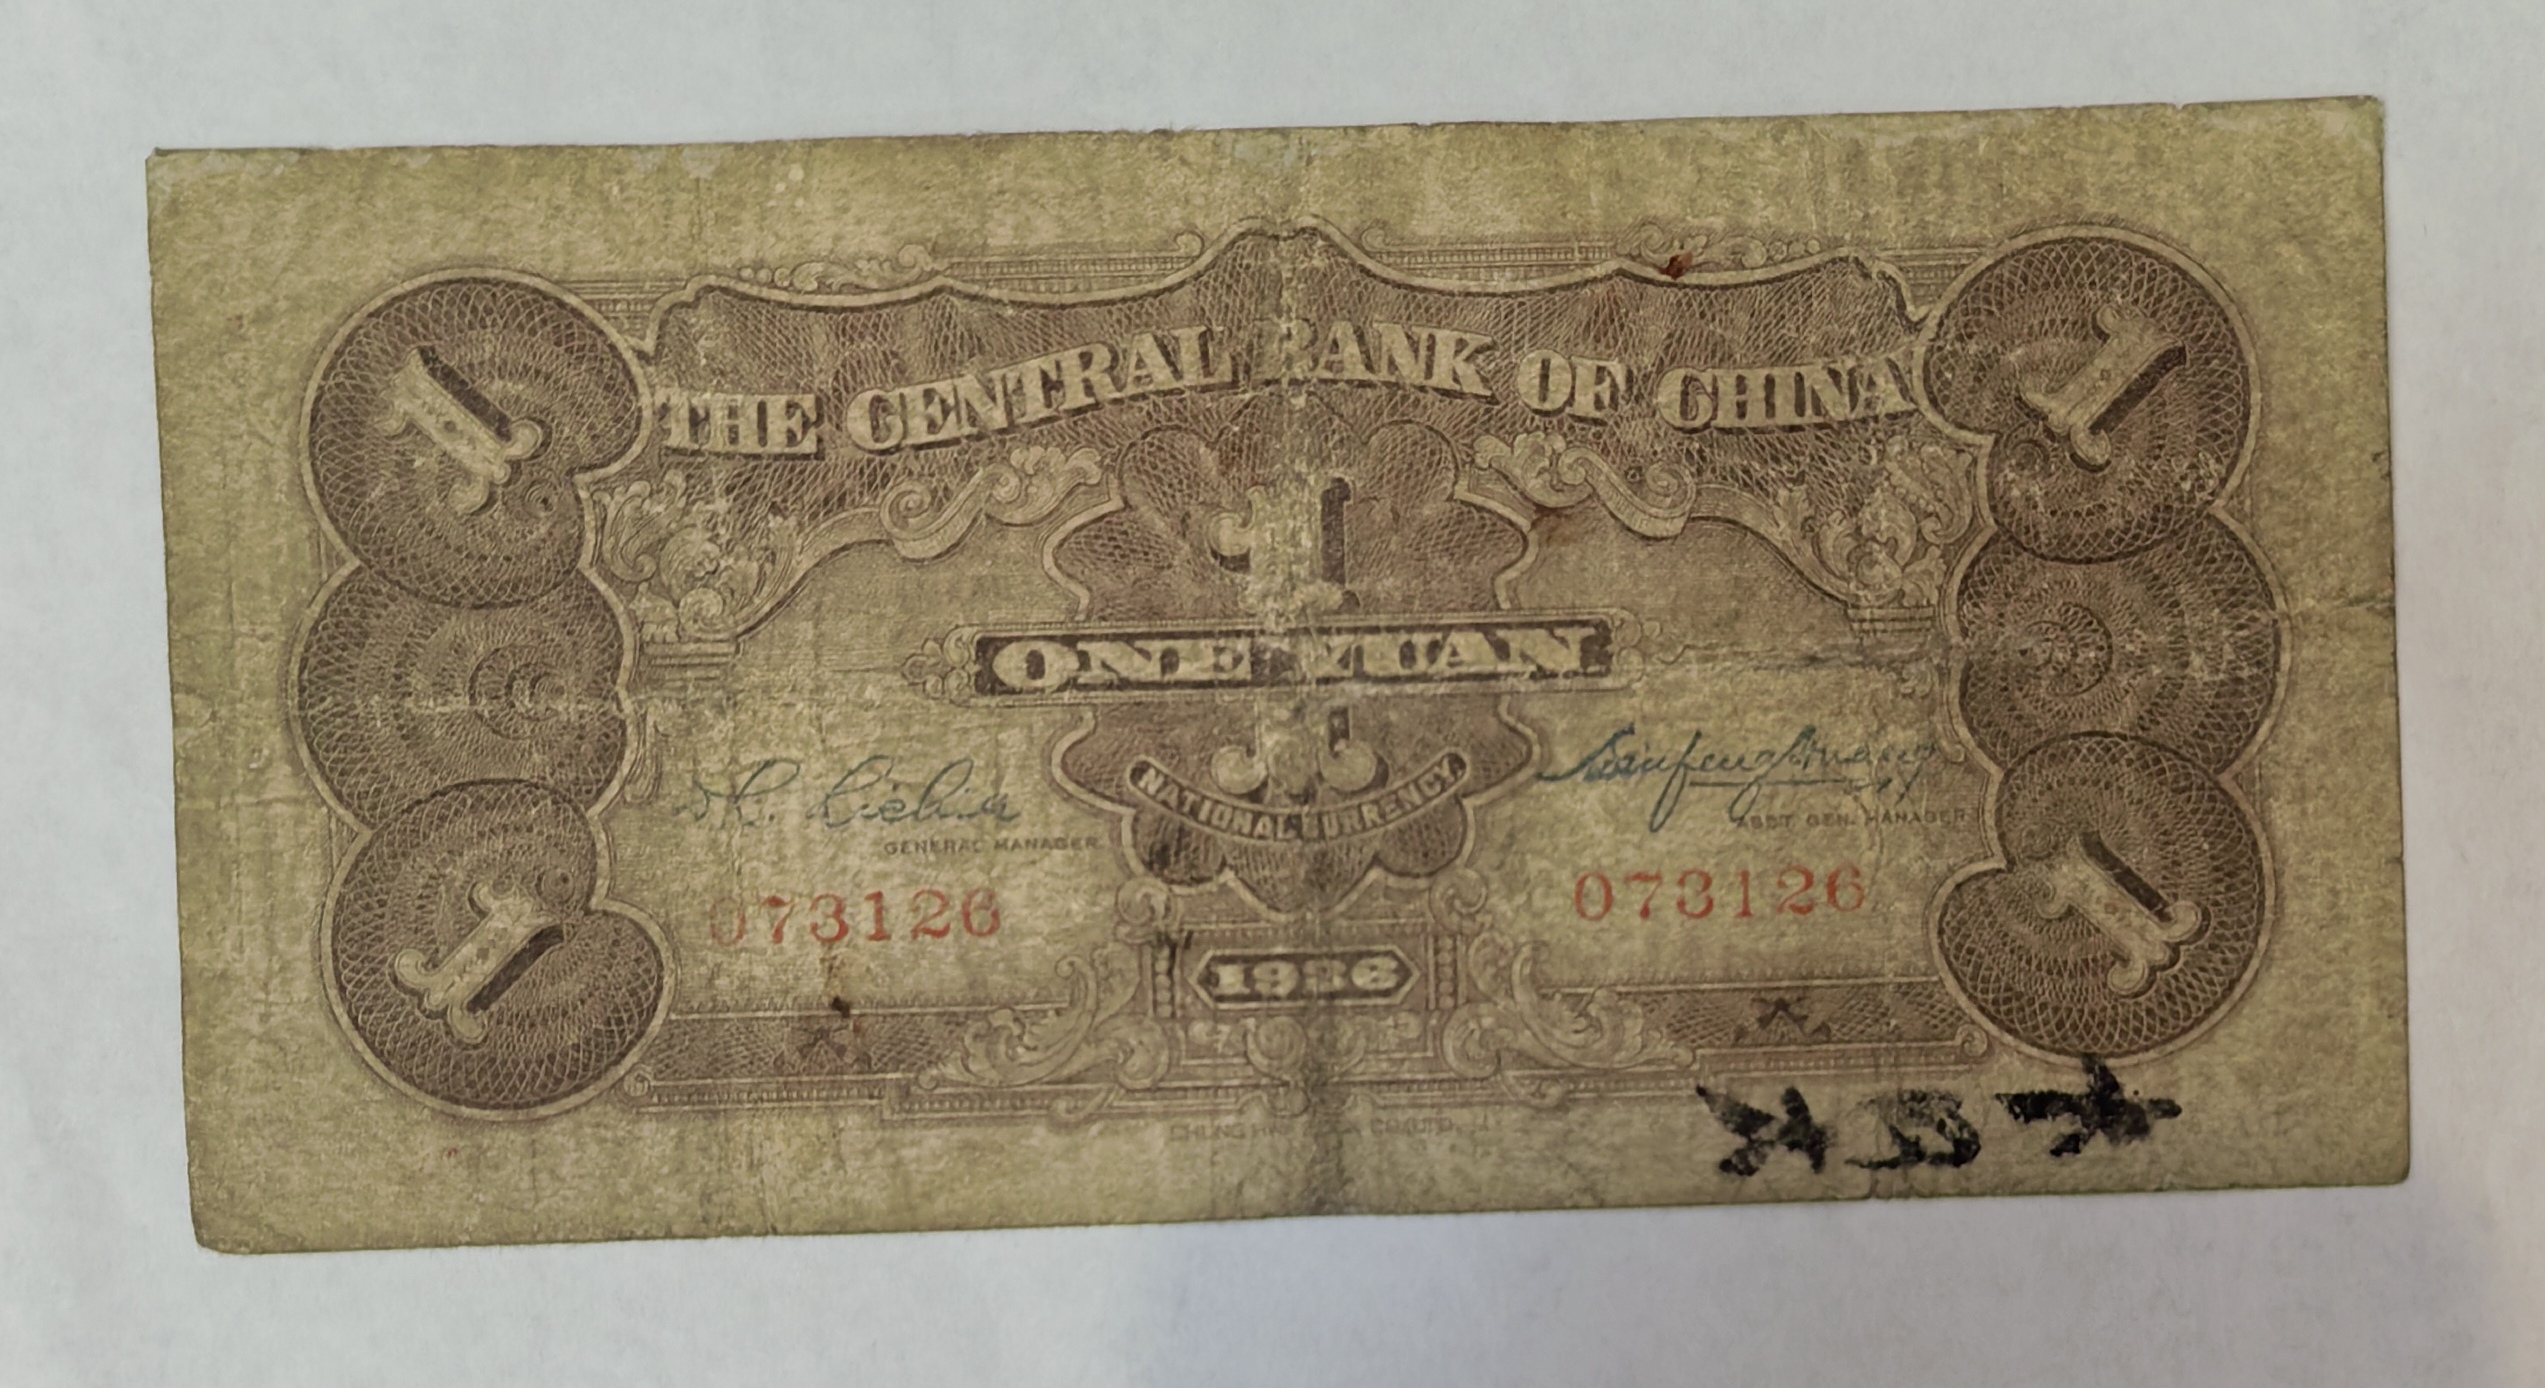 1 1
THE CENTRAL BANK OF CHINA
1
ONE YUAN
NATIONAL CURRENCY
GENERAL MANAGER ASST. GEN. MANAGER
073126 073126
1 1
1936